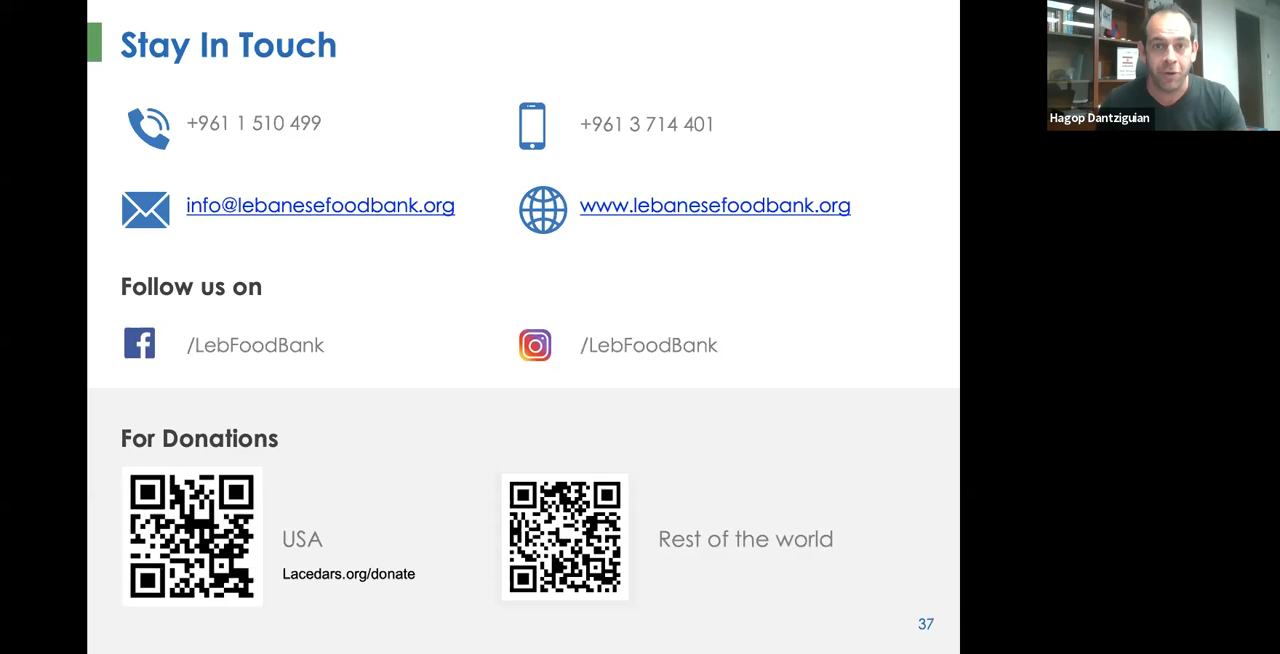 Stay In Touch
+961 1 510 499
+961 3 714 401
info@lebanesefoodbank.org
www.lebanesefoodbank.org
Follow us on
/LebFoodBank
/LebFoodBank
For Donations
USA
Lacedars.org/donate
Rest of the world
37
Hagop Dantziguian